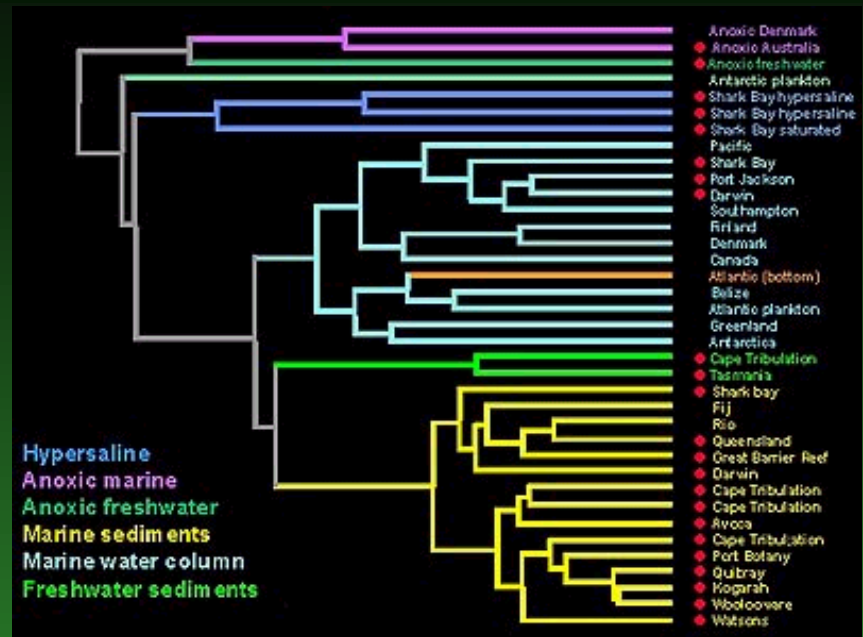 Anoxic Denmark
Anoxic Australia
Anoxic freshwater
Antarctic plankton
Shark Bay hypersaline
Shark Bay hypersaline
Shark Bay saturated
Pacific
Shark Bay
Port Jackson
Darwin
Southampton
Finland
Denmark
Canada
Atlantic (bottom)
Belize
Atlantic plankton
Greenland
Antarctica
Cape Tribulation
Tasmania
Shark bay
Fij
Rio
Queensland
Great Barrier Reef
Darwin
Cape Tribulation
Cape Tribulation
Avoca
Cape Tribulation
Port Botany
Quibray
Kogarah
Woolooware
Watsons
Hypersaline
Anoxic marine
Anoxic freshwater
Marine sediments
Marine water column
Freshwater sediments